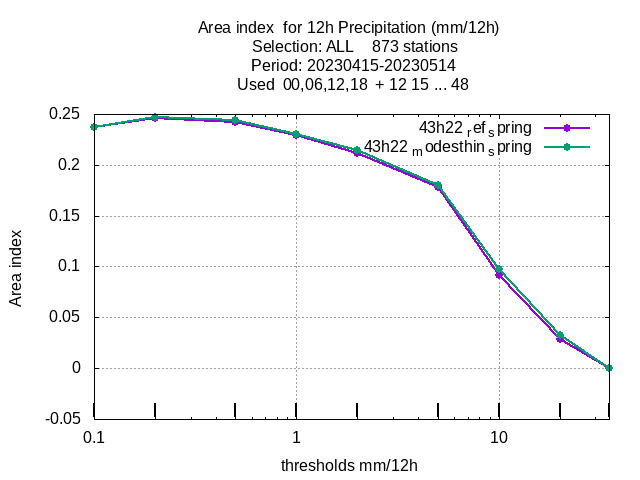 Area index  for 12h Precipitation (mm/12h)
Selection: ALL    873 stations
Period: 20230415-20230514
Used  00,06,12,18  + 12 15 ... 48
43h22 ref spring
43h22 modesthin spring
0.25
0.2
0.15
0.1
0.05
0
-0.05
Area index
0.1 1 10
thresholds mm/12h